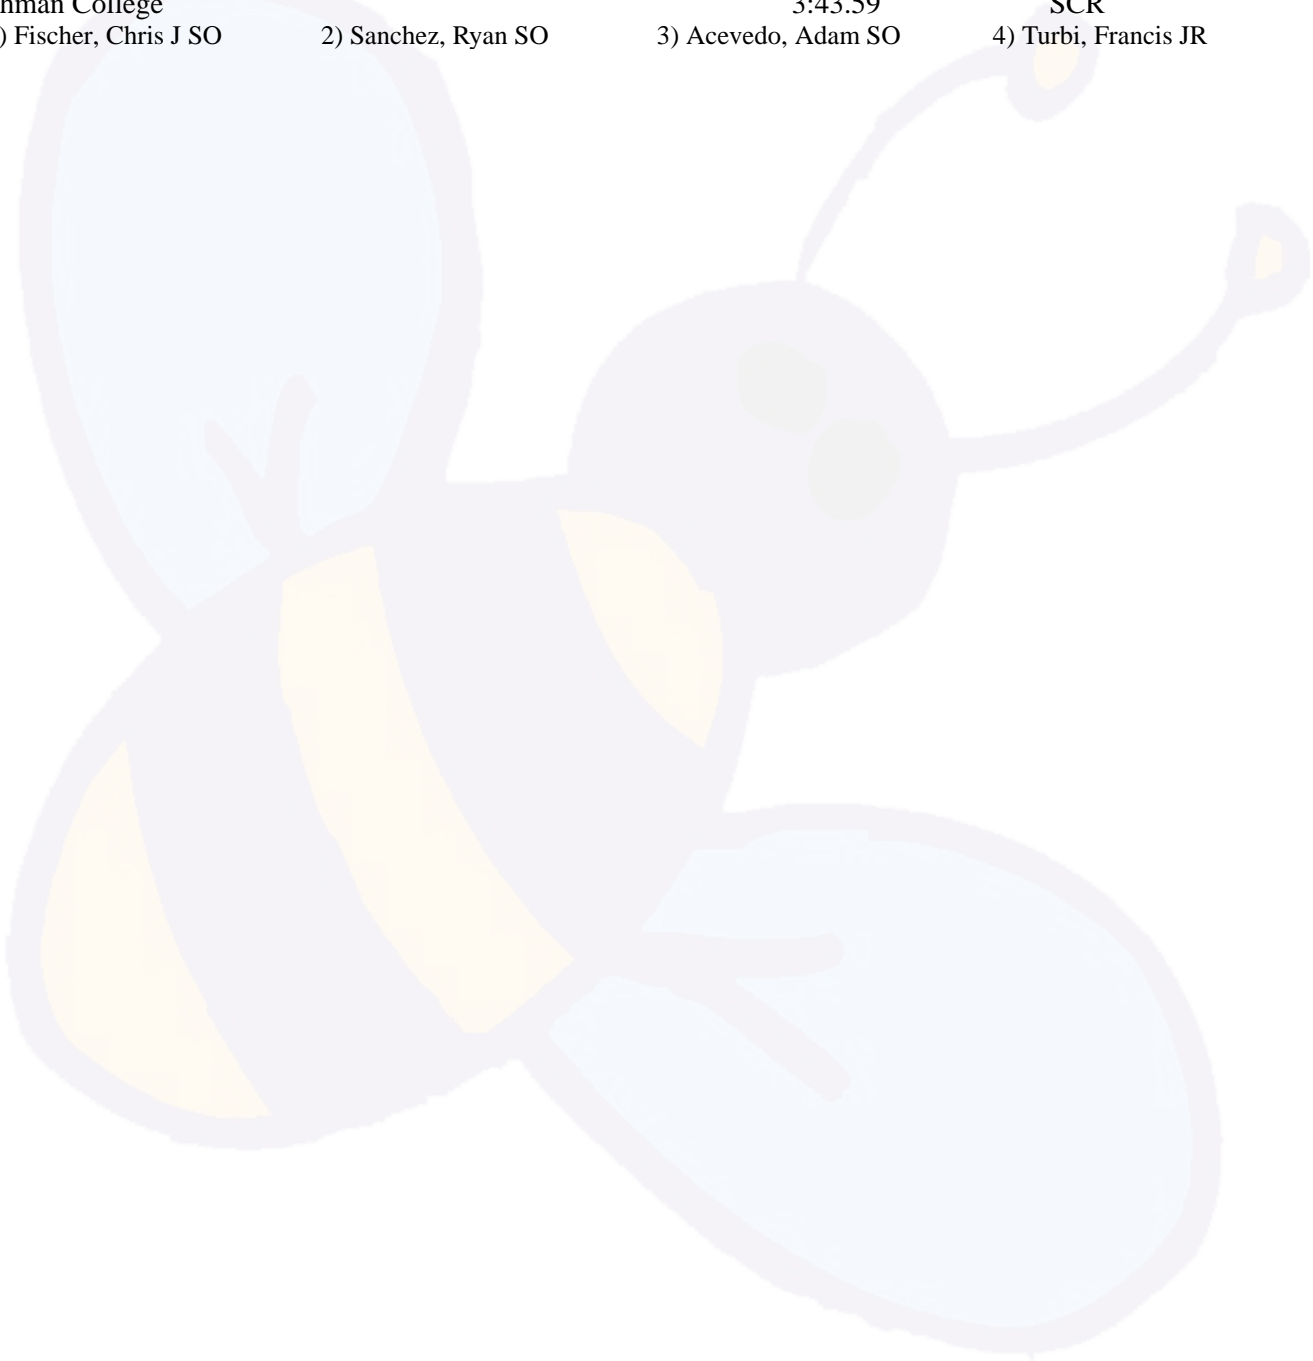 hman College 3:43.59 SCR
) Fischer, Chris J SO 2) Sanchez, Ryan SO 3) Acevedo, Adam SO 4) Turbi, Francis JR